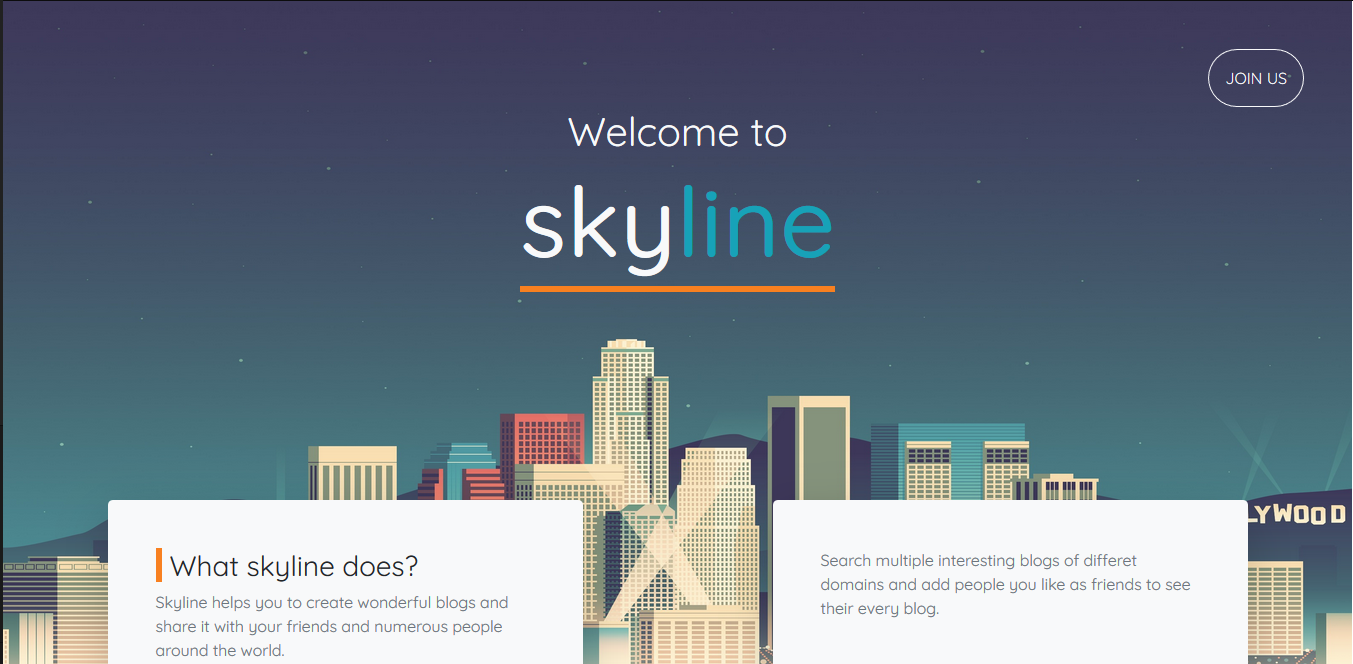 JOIN US
Welcome to
skyline
LYWOOD
What skyline does?
Skyline helps you to create wonderful blogs and
share it with your friends and numerous people
around the world.
Search multiple interesting blogs of differet
domains and add people you like as friends to see
their every blog.